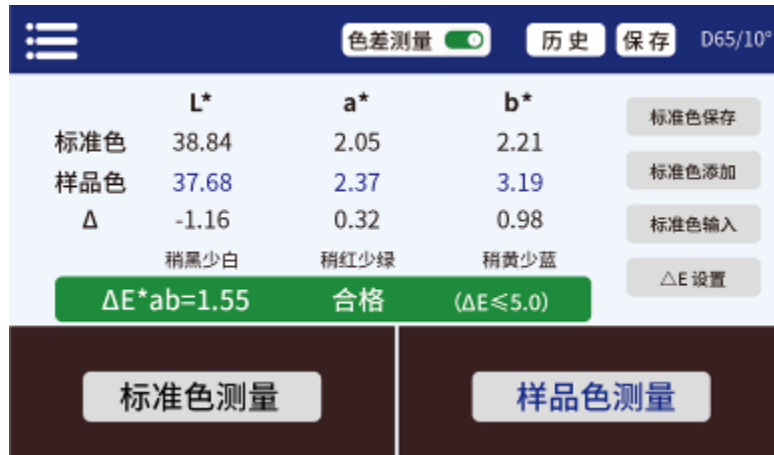 色差测量 历史 保存 D65/10°
L* a* b*
标准色保存
标准色 38.84 2.05 2.21
标准色添加
样品色 37.68 2.37 3.19
Δ -1.16 0.32 0.98
标准色输入
稍黑少白 稍红少绿 稍黄少蓝
△E 设置
ΔE*ab=1.55 合格 (ΔE≤5.0)
标准色测量 样品色测量